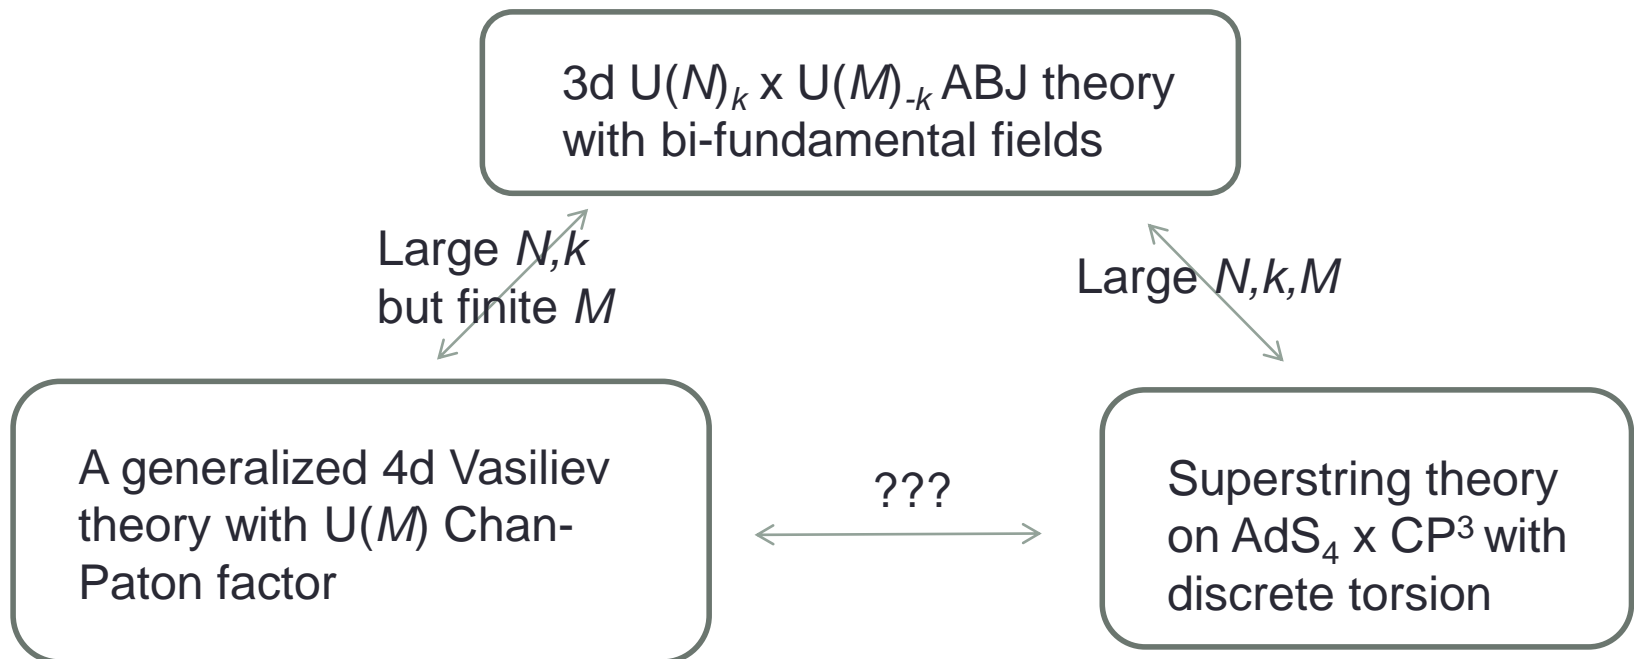 3d U(N)ₖ x U(M)₋ₖ ABJ theory
with bi-fundamental fields
Large N,k
but finite M
Large N,k,M
A generalized 4d Vasiliev
theory with U(M) Chan-
Paton factor
???
Superstring theory
on AdS₄ x CP³ with
discrete torsion